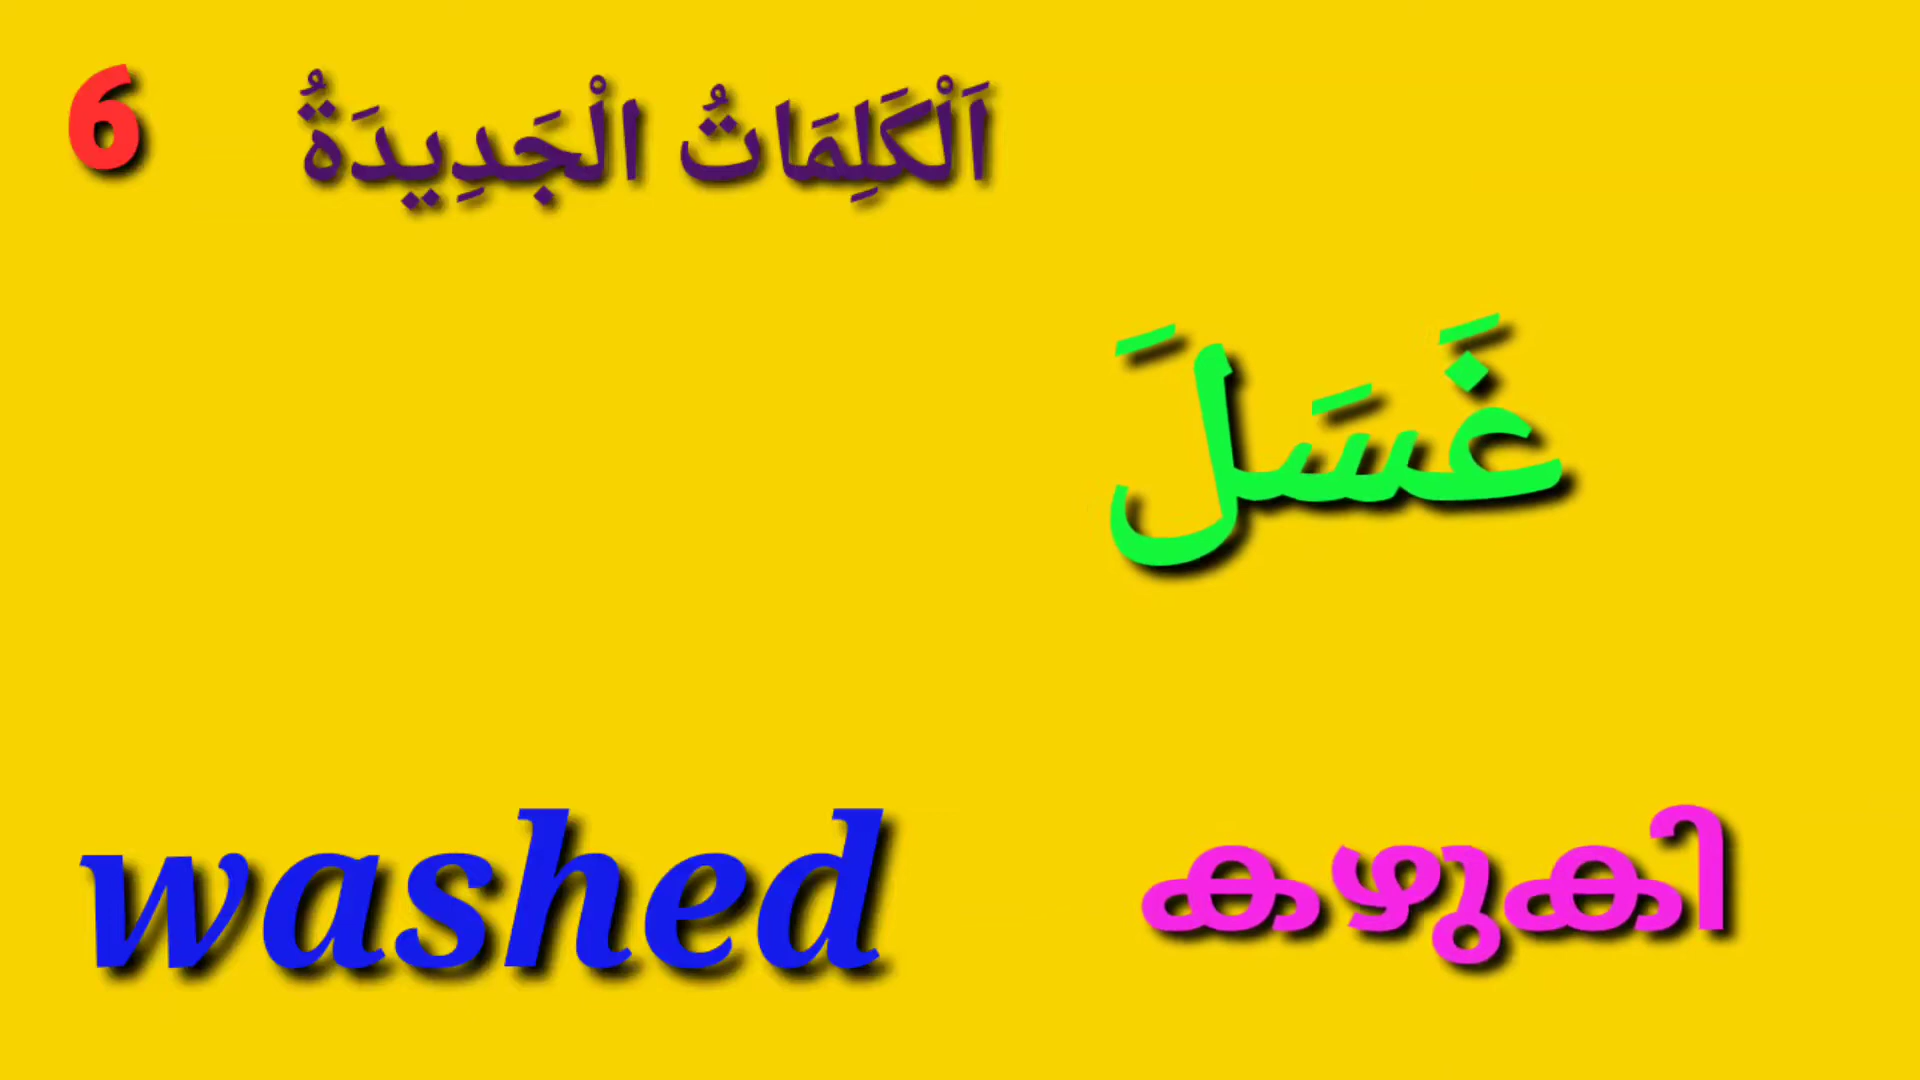 6 اَلْكَلِمَاتُ الْجَدِيدَةُ
غَسَلَ
washed കഴുകി